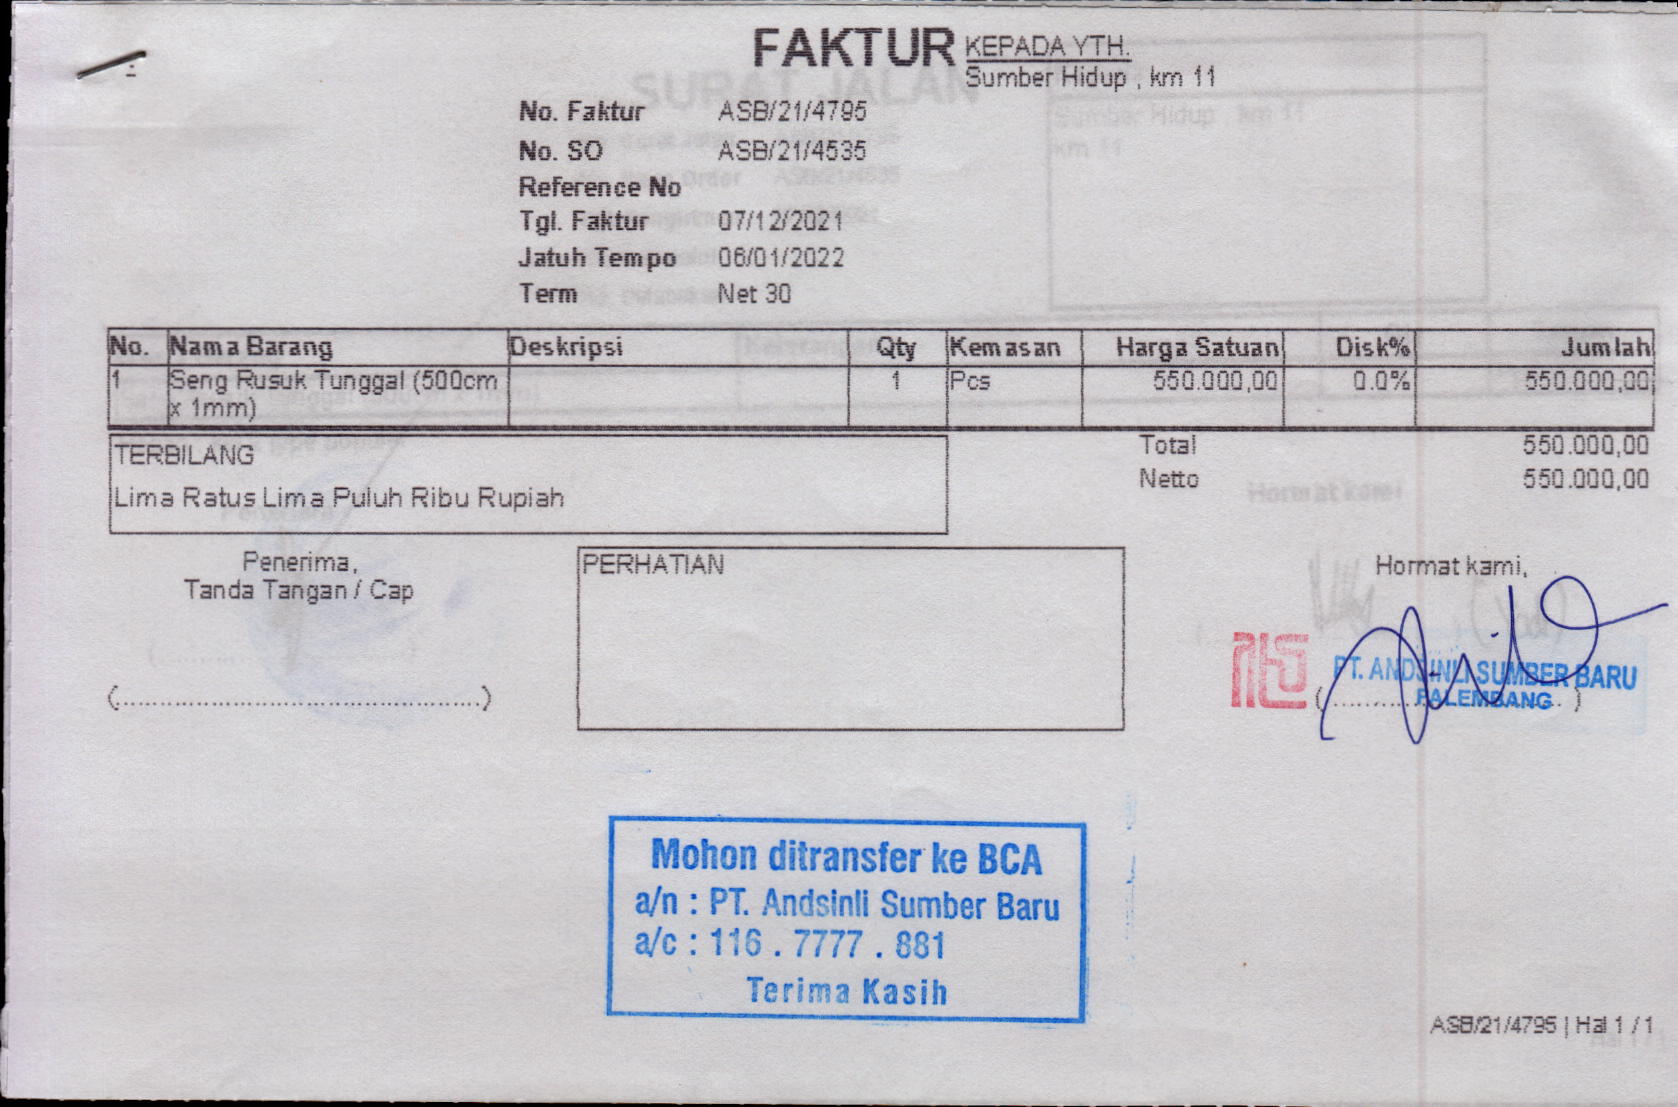 FAKTUR
KEPADA YTH.
Sumber Hidup , km 11
No. Faktur ASB/21/4795
No. SO ASB/21/4535
Reference No
Tgl. Faktur 07/12/2021
Jatuh Tempo 06/01/2022
Term Net 30
No. Nama Barang Deskripsi Qty Kemasan Harga Satuan Disk% Jumlah
1 Seng Rusuk Tunggal (500cm 1 Pcs 550.000,00 0.0% 550.000,00
x 1mm)
Total 550.000,00
TERBILANG
Netto 550.000,00
Lima Ratus Lima Puluh Ribu Rupiah
Penerima,
Tanda Tangan / Cap
(................................................)
PERHATIAN
Hormat kami,
PT. ANDSINLI SUMBER BARU
PALEMBANG
Mohon ditransfer ke BCA
a/n : PT. Andsinli Sumber Baru
a/c : 116 . 7777 . 881
Terima Kasih
ASB/21/4795 | Hal 1 / 1